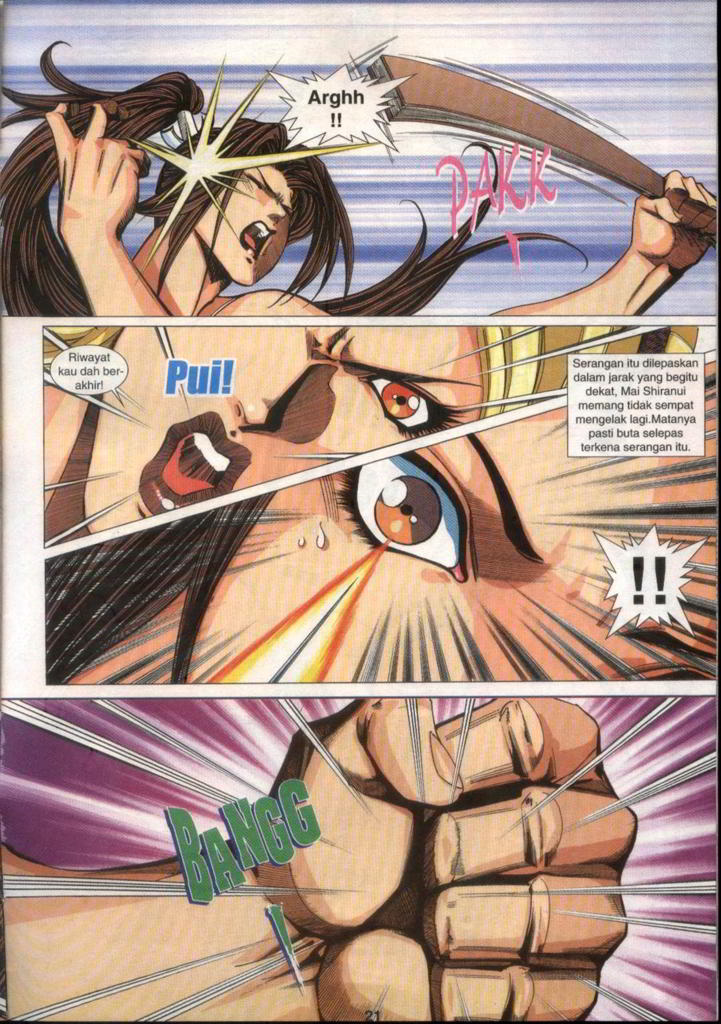 Arghh
!!
PAKK
!
Riwayat
kau dah ber-
akhir!
Pui!
Serangan itu dilepaskan
dalam jarak yang begitu
dekat, Mai Shiranui
memang tidak sempat
mengelak lagi.Matanya
pasti buta selepas
terkena serangan itu.
!!
BANGG
!
21